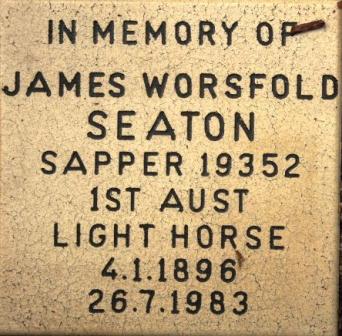 IN MEMORY OF
JAMES WORSFOLD
SEATON
SAPPER 19352
1ST AUST
LIGHT HORSE
4.1.1896
26.7.1983